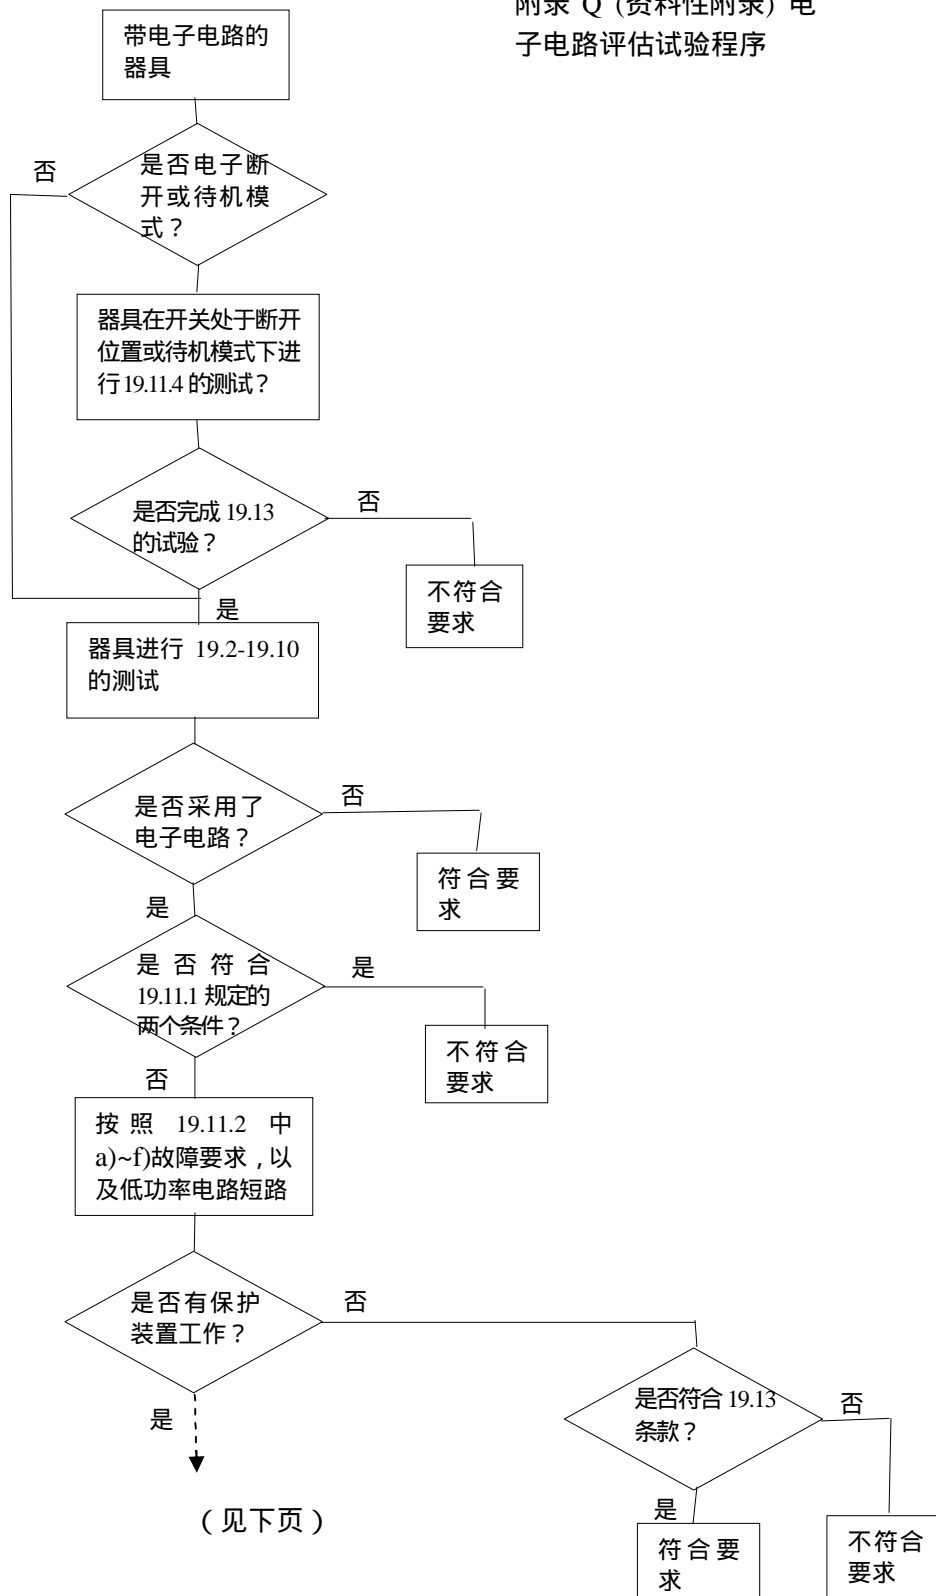 附录 Q (资料性附录) 电
子电路评估试验程序
带电子电路的
器具
否
是否电子断
开或待机模
式？
器具在开关处于断开
位置或待机模式下进
行19.11.4 的测试？
是否完成 19.13
的试验？
否
不符合
要求
是
器具进行 19.2-19.10
的测试
是否采用了
电子电路？
否
符合要
求
是
是否符合
19.11.1 规定的
两个条件？
是
不符合
要求
否
按照 19.11.2 中
a)~f)故障要求，以
及低功率电路短路
是否有保护
装置工作？
否
是
是否符合 19.13
条款？
否
（见下页）
是
符合要
求
不符合
要求